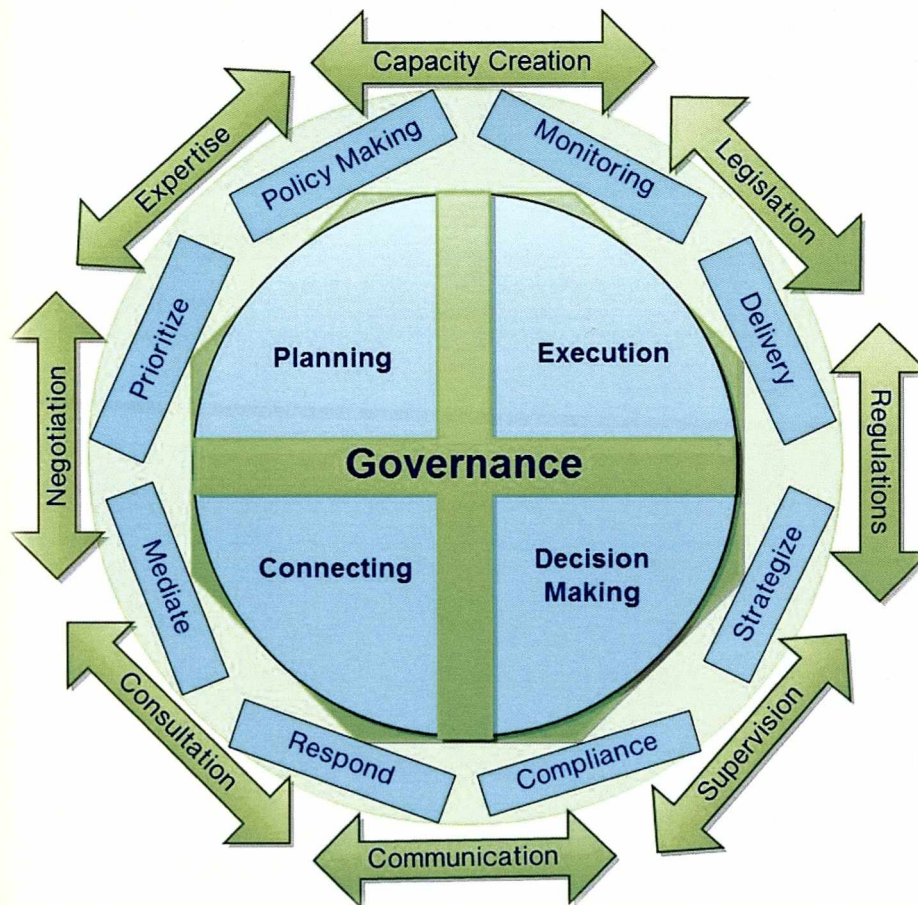 Capacity Creation
Expertise
Policy Making
Monitoring
Legislation
Prioritize
Delivery
Planning
Execution
Negotiation
Governance
Regulations
Mediate
Connecting
Decision
Making
Strategize
Consultation
Respond
Compliance
Supervision
Communication